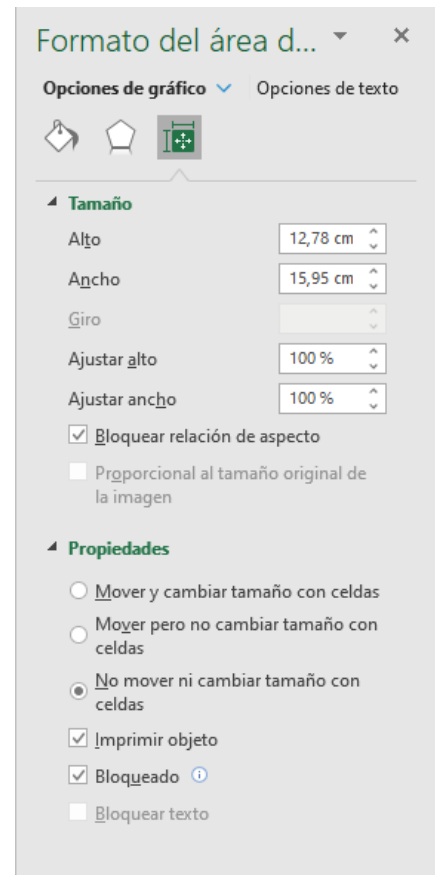 Formato del área d...
Opciones de gráfico Opciones de texto
Tamaño
Alto 12,78 cm
Ancho 15,95 cm
Giro
Ajustar alto 100 %
Ajustar ancho 100 %
Bloquear relación de aspecto
Proporcional al tamaño original de
la imagen
Propiedades
Mover y cambiar tamaño con celdas
Mover pero no cambiar tamaño con
celdas
No mover ni cambiar tamaño con
celdas
Imprimir objeto
Bloqueado
Bloquear texto